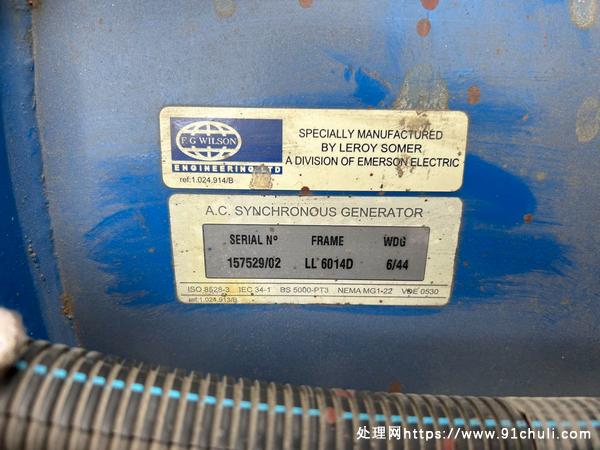 F G WILSON
ENGINEERING LTD
ref:1.024.914/B
SPECIALLY MANUFACTURED
BY LEROY SOMER
A DIVISION OF EMERSON ELECTRIC
A.C. SYNCHRONOUS GENERATOR
SERIAL Nº FRAME WDG
157529/02 LL 6014D 6/44
ISO 8528-3 IEC 34-1 BS 5000-PT3 NEMA MG1-22 VDE 0530
ref:1.024.913/B
处理网https://www.91chuli.com/